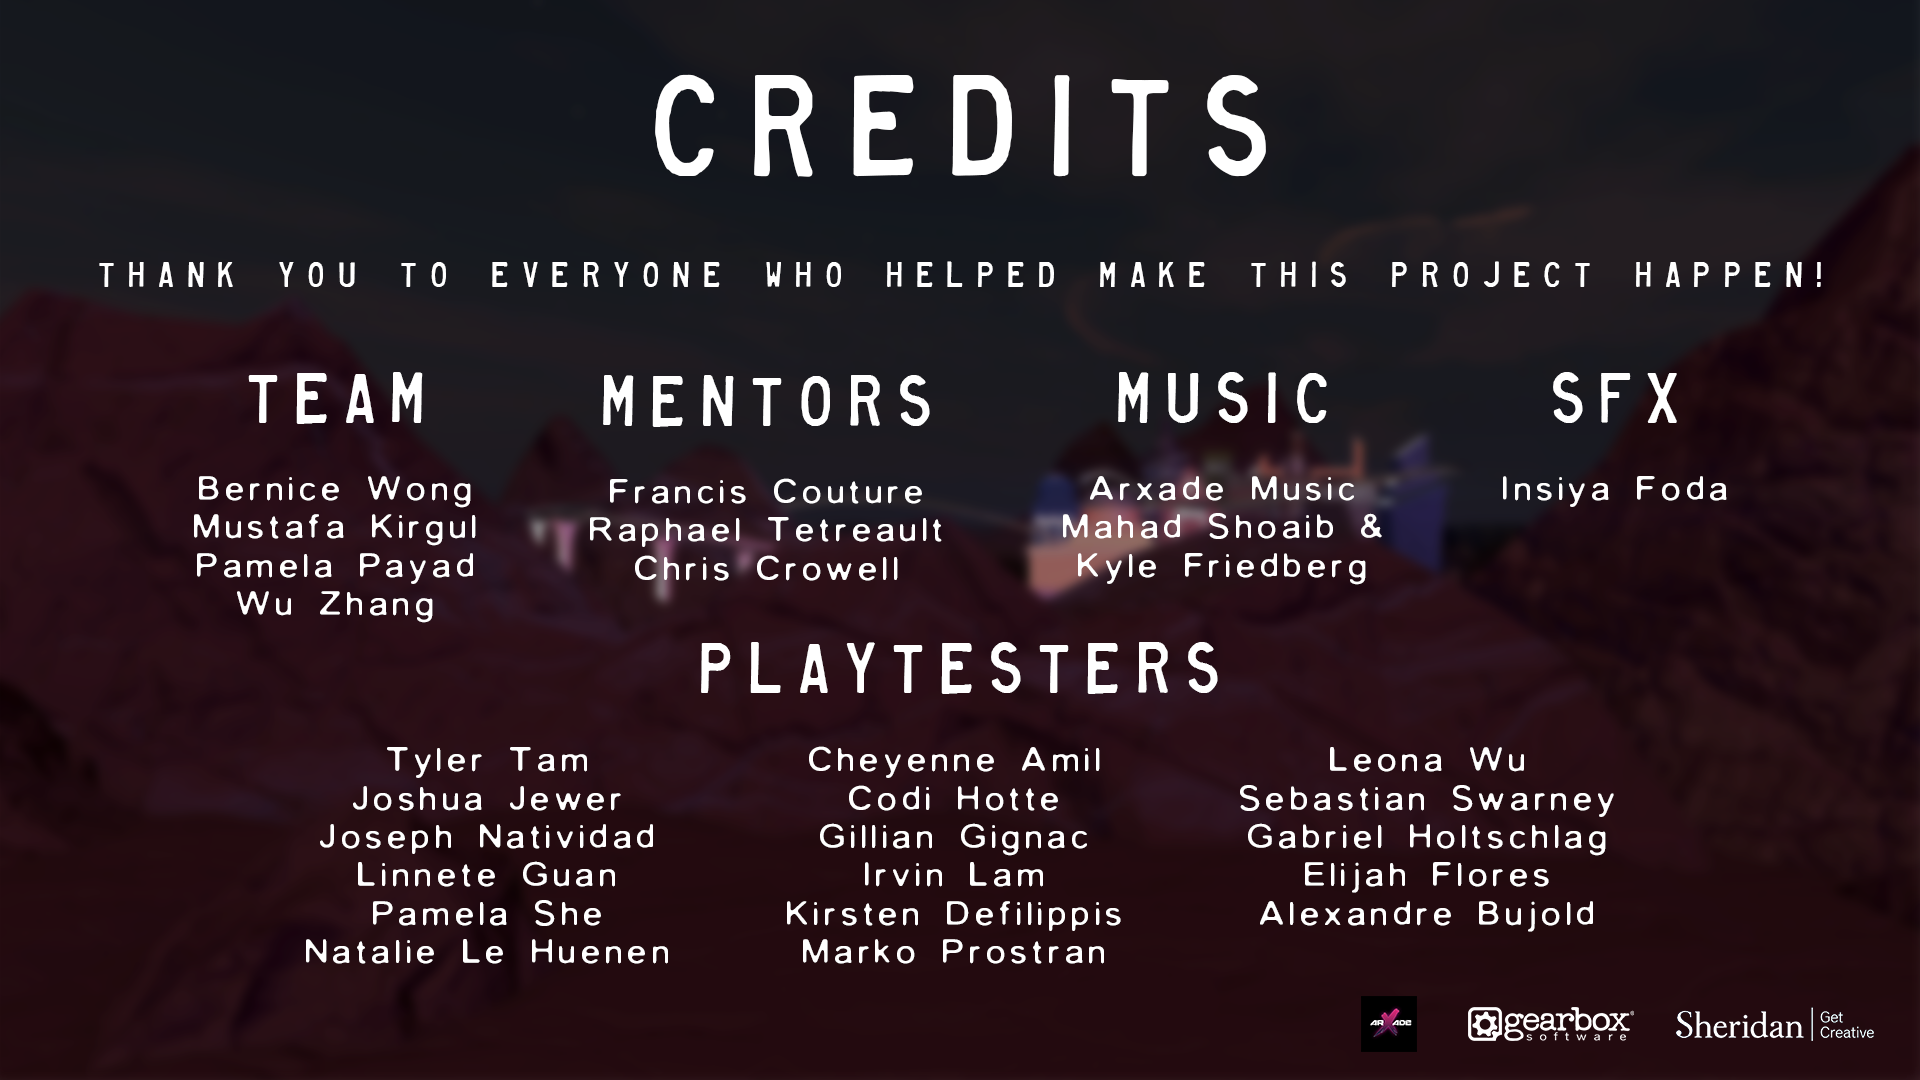 CREDITS
THANK YOU TO EVERYONE WHO HELPED MAKE THIS PROJECT HAPPEN!
TEAM
Bernice Wong
Mustafa Kirgul
Pamela Payad
Wu Zhang
MENTORS
Francis Couture
Raphael Tetreault
Chris Crowell
MUSIC
Arxade Music
Mahad Shoaib &
Kyle Friedberg
SFX
Insiya Foda
PLAYTESTERS
Tyler Tam
Joshua Jewer
Joseph Natividad
Linnete Guan
Pamela She
Natalie Le Huenen
Cheyenne Amil
Codi Hotte
Gillian Gignac
Irvin Lam
Kirsten Defilippis
Marko Prostran
Leona Wu
Sebastian Swarney
Gabriel Holtschlag
Elijah Flores
Alexandre Bujold
ARXADE
gearbox
software
Sheridan
Get
Creative